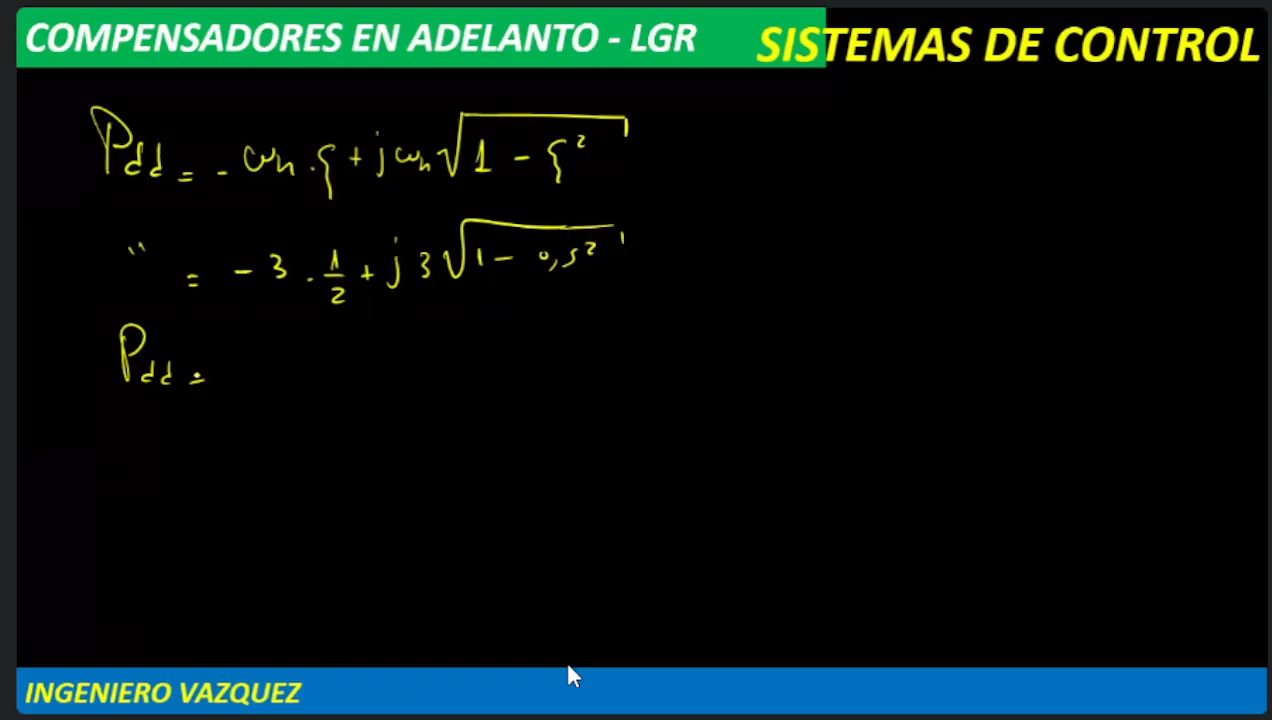 COMPENSADORES EN ADELANTO - LGR
SISTEMAS DE CONTROL
Pdd = - ωn . ξ + j ωn √(1 - ξ²)
" = - 3 . 1/2 + j 3 √(1 - 0,5²)
Pdd =
INGENIERO VAZQUEZ